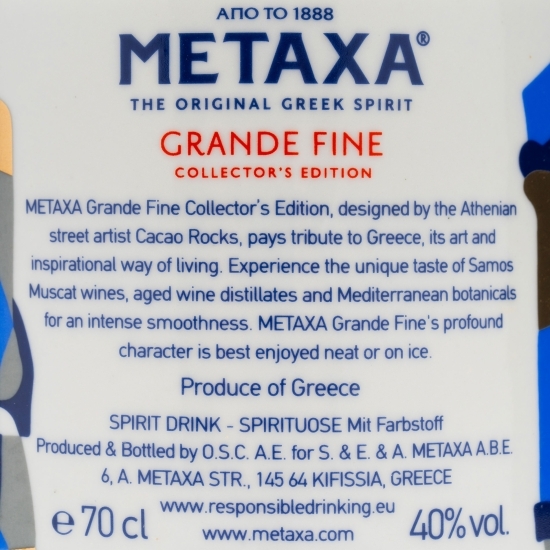 ΑΠΟ ΤΟ 1888
METAXA®
THE ORIGINAL GREEK SPIRIT
GRANDE FINE
COLLECTOR'S EDITION
METAXA Grande Fine Collector's Edition, designed by the Athenian
street artist Cacao Rocks, pays tribute to Greece, its art and
inspirational way of living. Experience the unique taste of Samos
Muscat wines, aged wine distillates and Mediterranean botanicals
for an intense smoothness. METAXA Grande Fine's profound
character is best enjoyed neat or on ice.
Produce of Greece
SPIRIT DRINK - SPIRITUOSE Mit Farbstoff
Produced & Bottled by O.S.C. A.E. for S. & E. & A. METAXA A.B.E.
6, A. METAXA STR., 145 64 KIFISSIA, GREECE
www.responsibledrinking.eu
℮ 70 cl www.metaxa.com 40% vol.